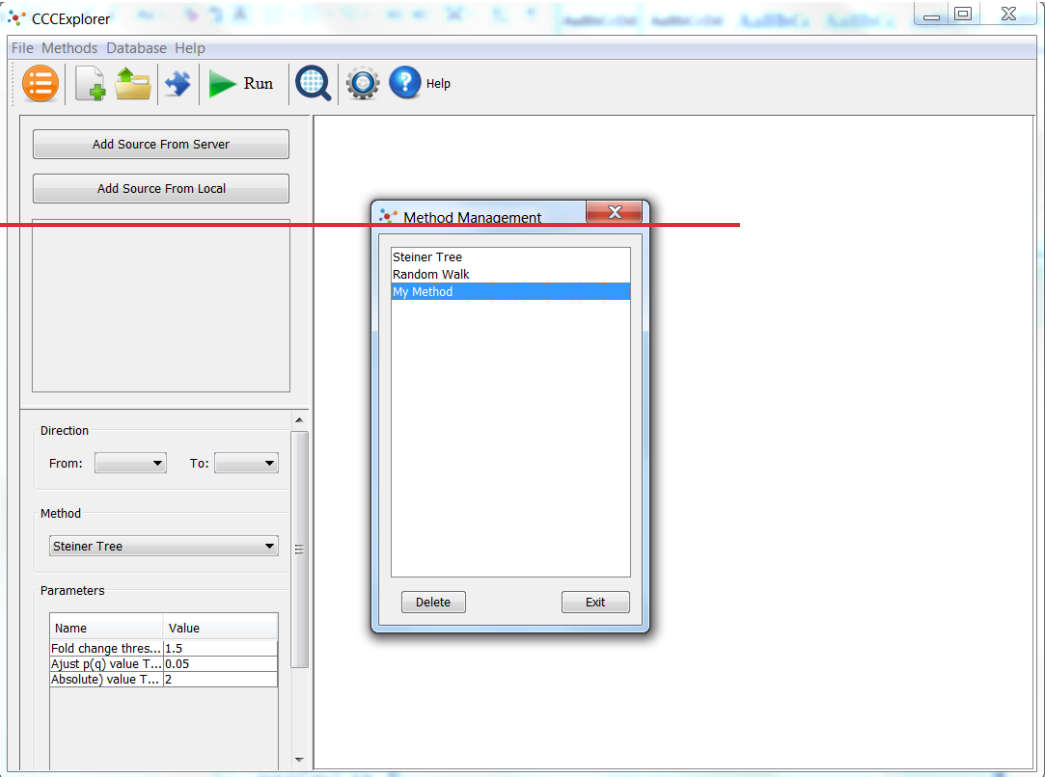 CCCExplorer
File Methods Database Help
Run
Help
Add Source From Server
Add Source From Local
Method Management
Steiner Tree
Random Walk
My Method
Delete
Exit
Direction
From:
To:
Method
Steiner Tree
Parameters
Name Value
Fold change thres... 1.5
Ajust p(q) value T... 0.05
Absolute) value T... 2